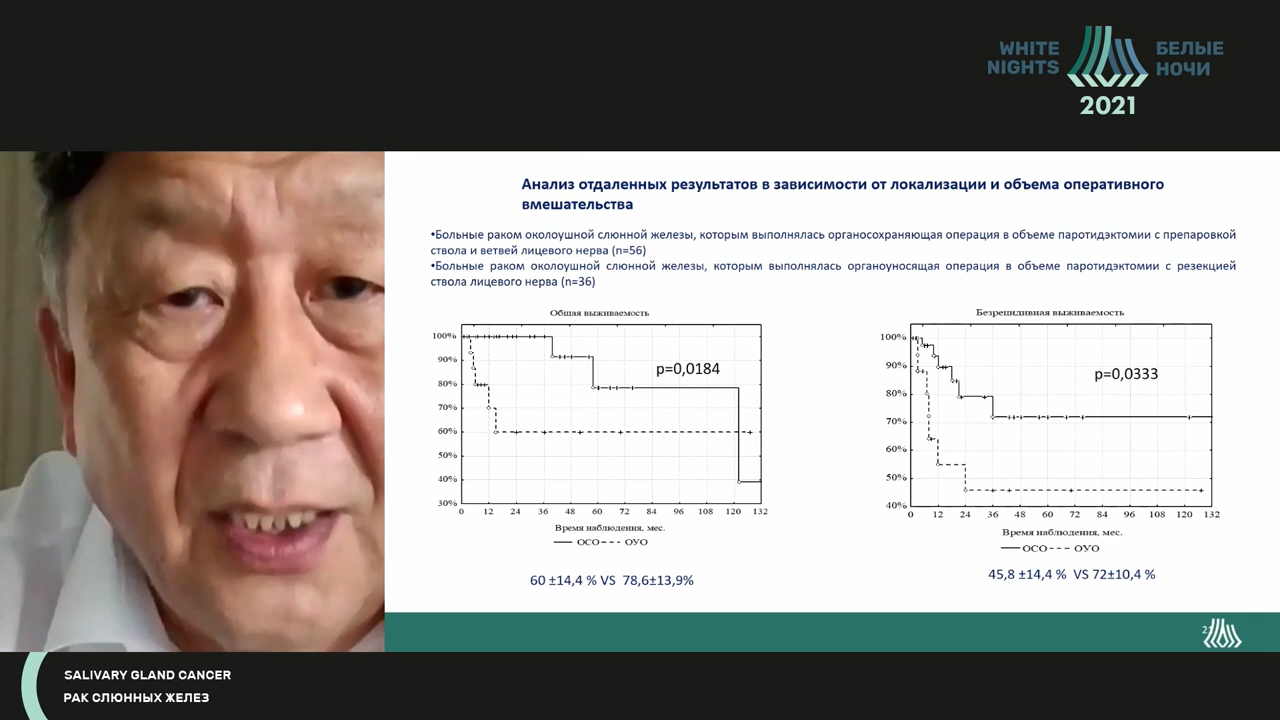 WHITE NIGHTS
БЕЛЫЕ НОЧИ
2021
Анализ отдаленных результатов в зависимости от локализации и объема оперативного
вмешательства
•Больные раком околоушной слюнной железы, которым выполнялась органосохраняющая операция в объеме паротидэктомии с препаровкой
ствола и ветвей лицевого нерва (n=56)
•Больные раком околоушной слюнной железы, которым выполнялась органоуносящая операция в объеме паротидэктомии с резекцией
ствола лицевого нерва (n=36)
Общая выживаемость
100%
90%
80%
70%
60%
50%
40%
30%
p=0,0184
0 12 24 36 48 60 72 84 96 108 120 132
Время наблюдения, мес.
ОСО ОУО
60 ±14,4 % VS 78,6±13,9%
Безрецидивная выживаемость
100%
90%
80%
70%
60%
50%
40%
p=0,0333
0 12 24 36 48 60 72 84 96 108 120 132
Время наблюдения, мес.
ОСО ОУО
45,8 ±14,4 % VS 72±10,4 %
SALIVARY GLAND CANCER
РАК СЛЮННЫХ ЖЕЛЕЗ